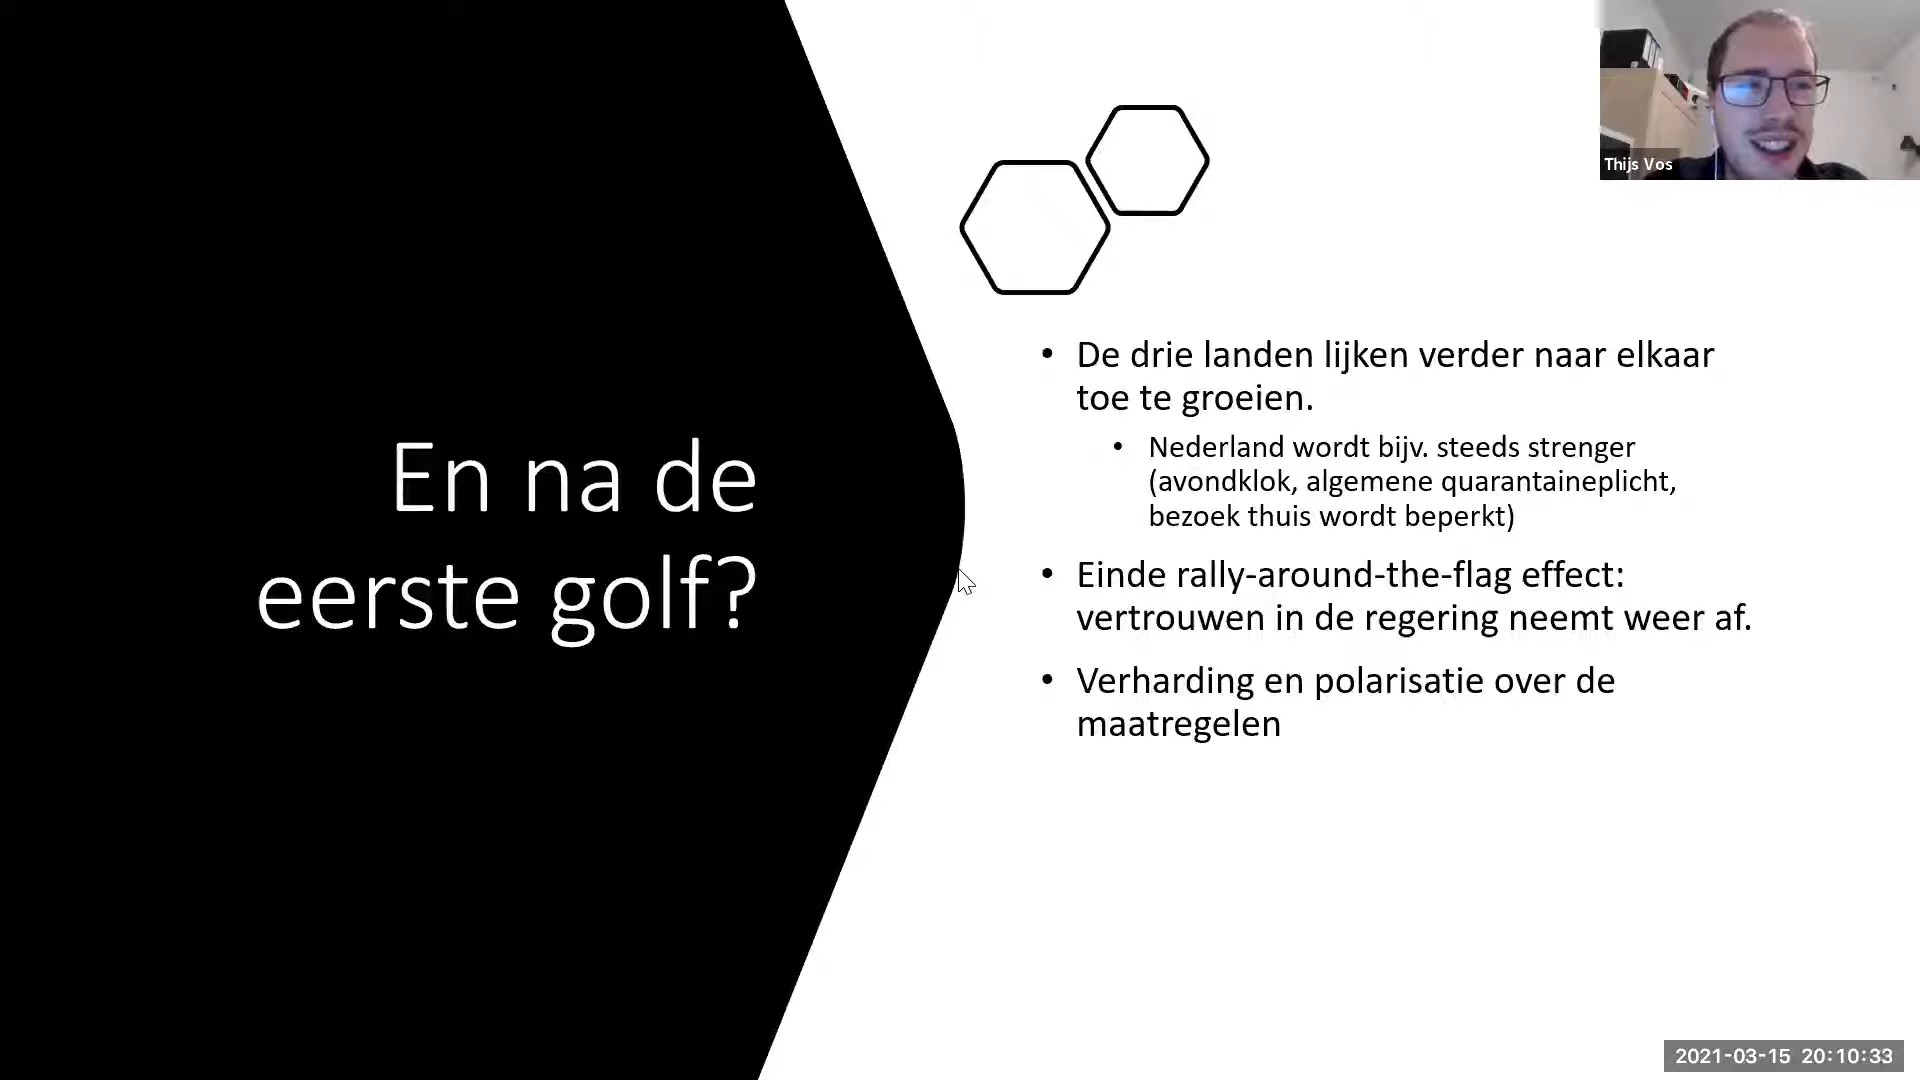 Thijs Vos
En na de
eerste golf?
• De drie landen lijken verder naar elkaar
toe te groeien.
• Nederland wordt bijv. steeds strenger
(avondklok, algemene quarantaineplicht,
bezoek thuis wordt beperkt)
• Einde rally-around-the-flag effect:
vertrouwen in de regering neemt weer af.
• Verharding en polarisatie over de
maatregelen
2021-03-15 20:10:33